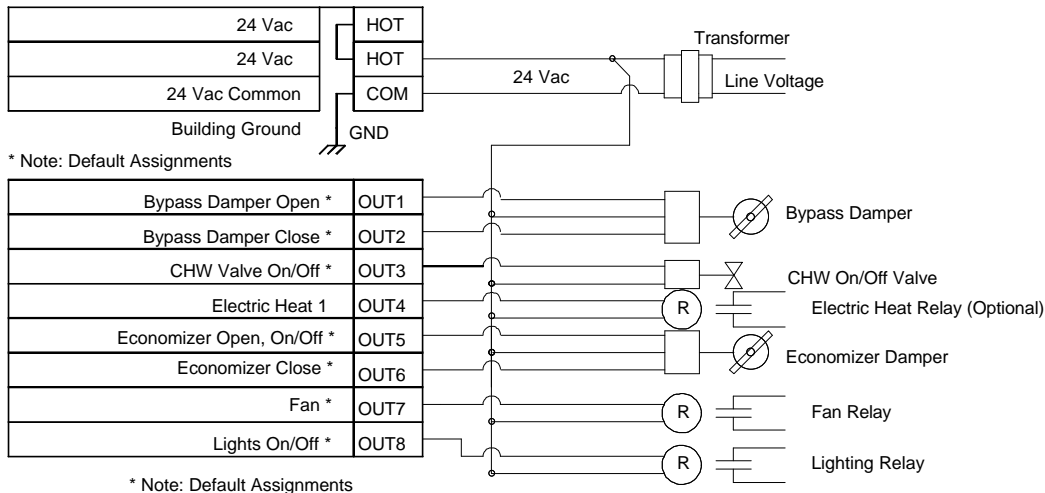 24 Vac HOT
Transformer
24 Vac HOT
24 Vac
Line Voltage
24 Vac Common COM
Building Ground GND
* Note: Default Assignments
Bypass Damper Open * OUT1
Bypass Damper
Bypass Damper Close * OUT2
CHW Valve On/Off * OUT3
CHW On/Off Valve
Electric Heat 1 OUT4 R Electric Heat Relay (Optional)
Economizer Open, On/Off * OUT5
Economizer Damper
Economizer Close * OUT6
Fan * OUT7 R Fan Relay
Lights On/Off * OUT8 R Lighting Relay
* Note: Default Assignments